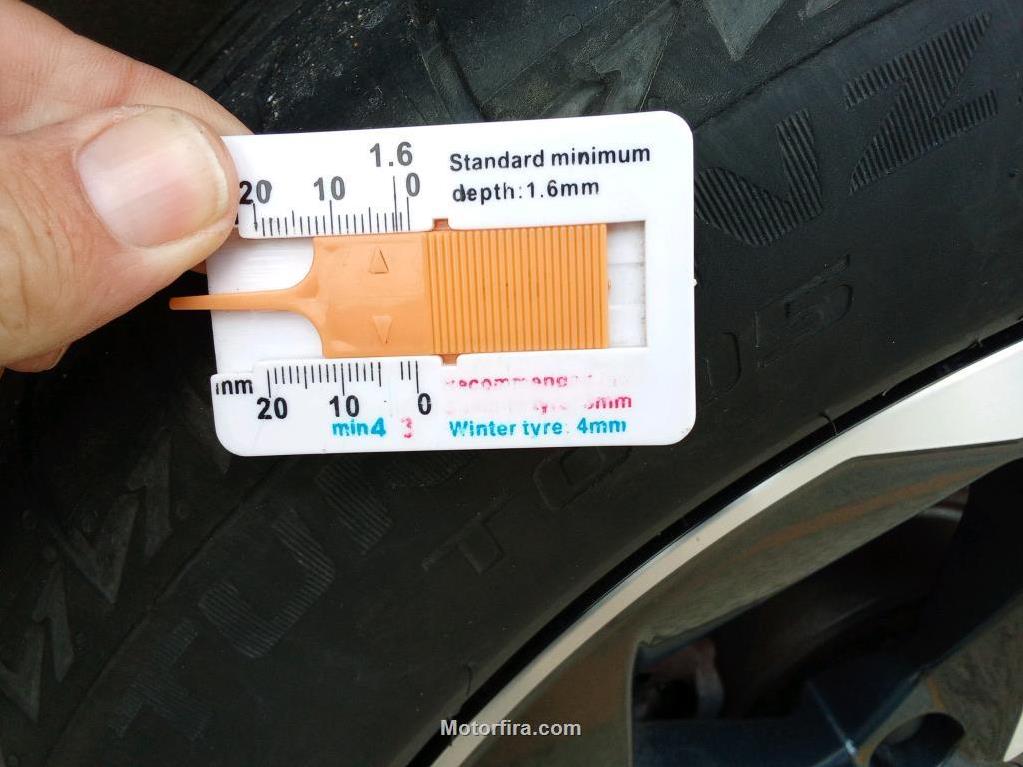 1.6
20 10 0
Standard minimum
depth:1.6mm
mm
20 10 0
min4 3
Winter tyre: 4mm
Motorfira.com